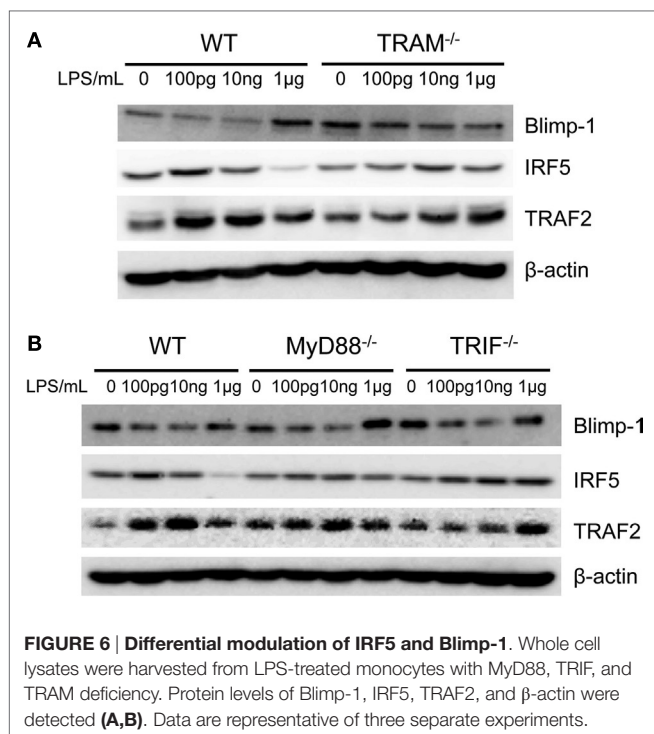 A
WT TRAM-/-
LPS/mL 0 100pg 10ng 1µg 0 100pg 10ng 1µg
Blimp-1
IRF5
TRAF2
β-actin
B
WT MyD88-/- TRIF-/-
LPS/mL 0 100pg 10ng 1µg 0 100pg 10ng 1µg 0 100pg 10ng 1µg
Blimp-1
IRF5
TRAF2
β-actin
FIGURE 6 | Differential modulation of IRF5 and Blimp-1. Whole cell
lysates were harvested from LPS-treated monocytes with MyD88, TRIF, and
TRAM deficiency. Protein levels of Blimp-1, IRF5, TRAF2, and β-actin were
detected (A,B). Data are representative of three separate experiments.